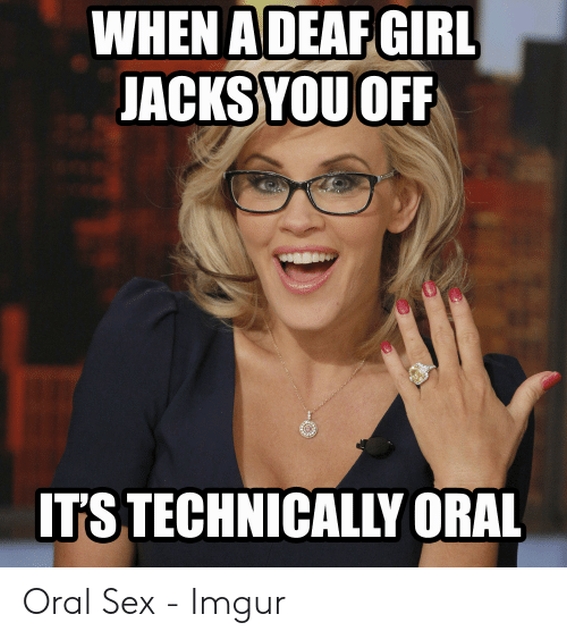 WHEN A DEAF GIRL
JACKS YOU OFF
IT'S TECHNICALLY ORAL
Oral Sex - Imgur